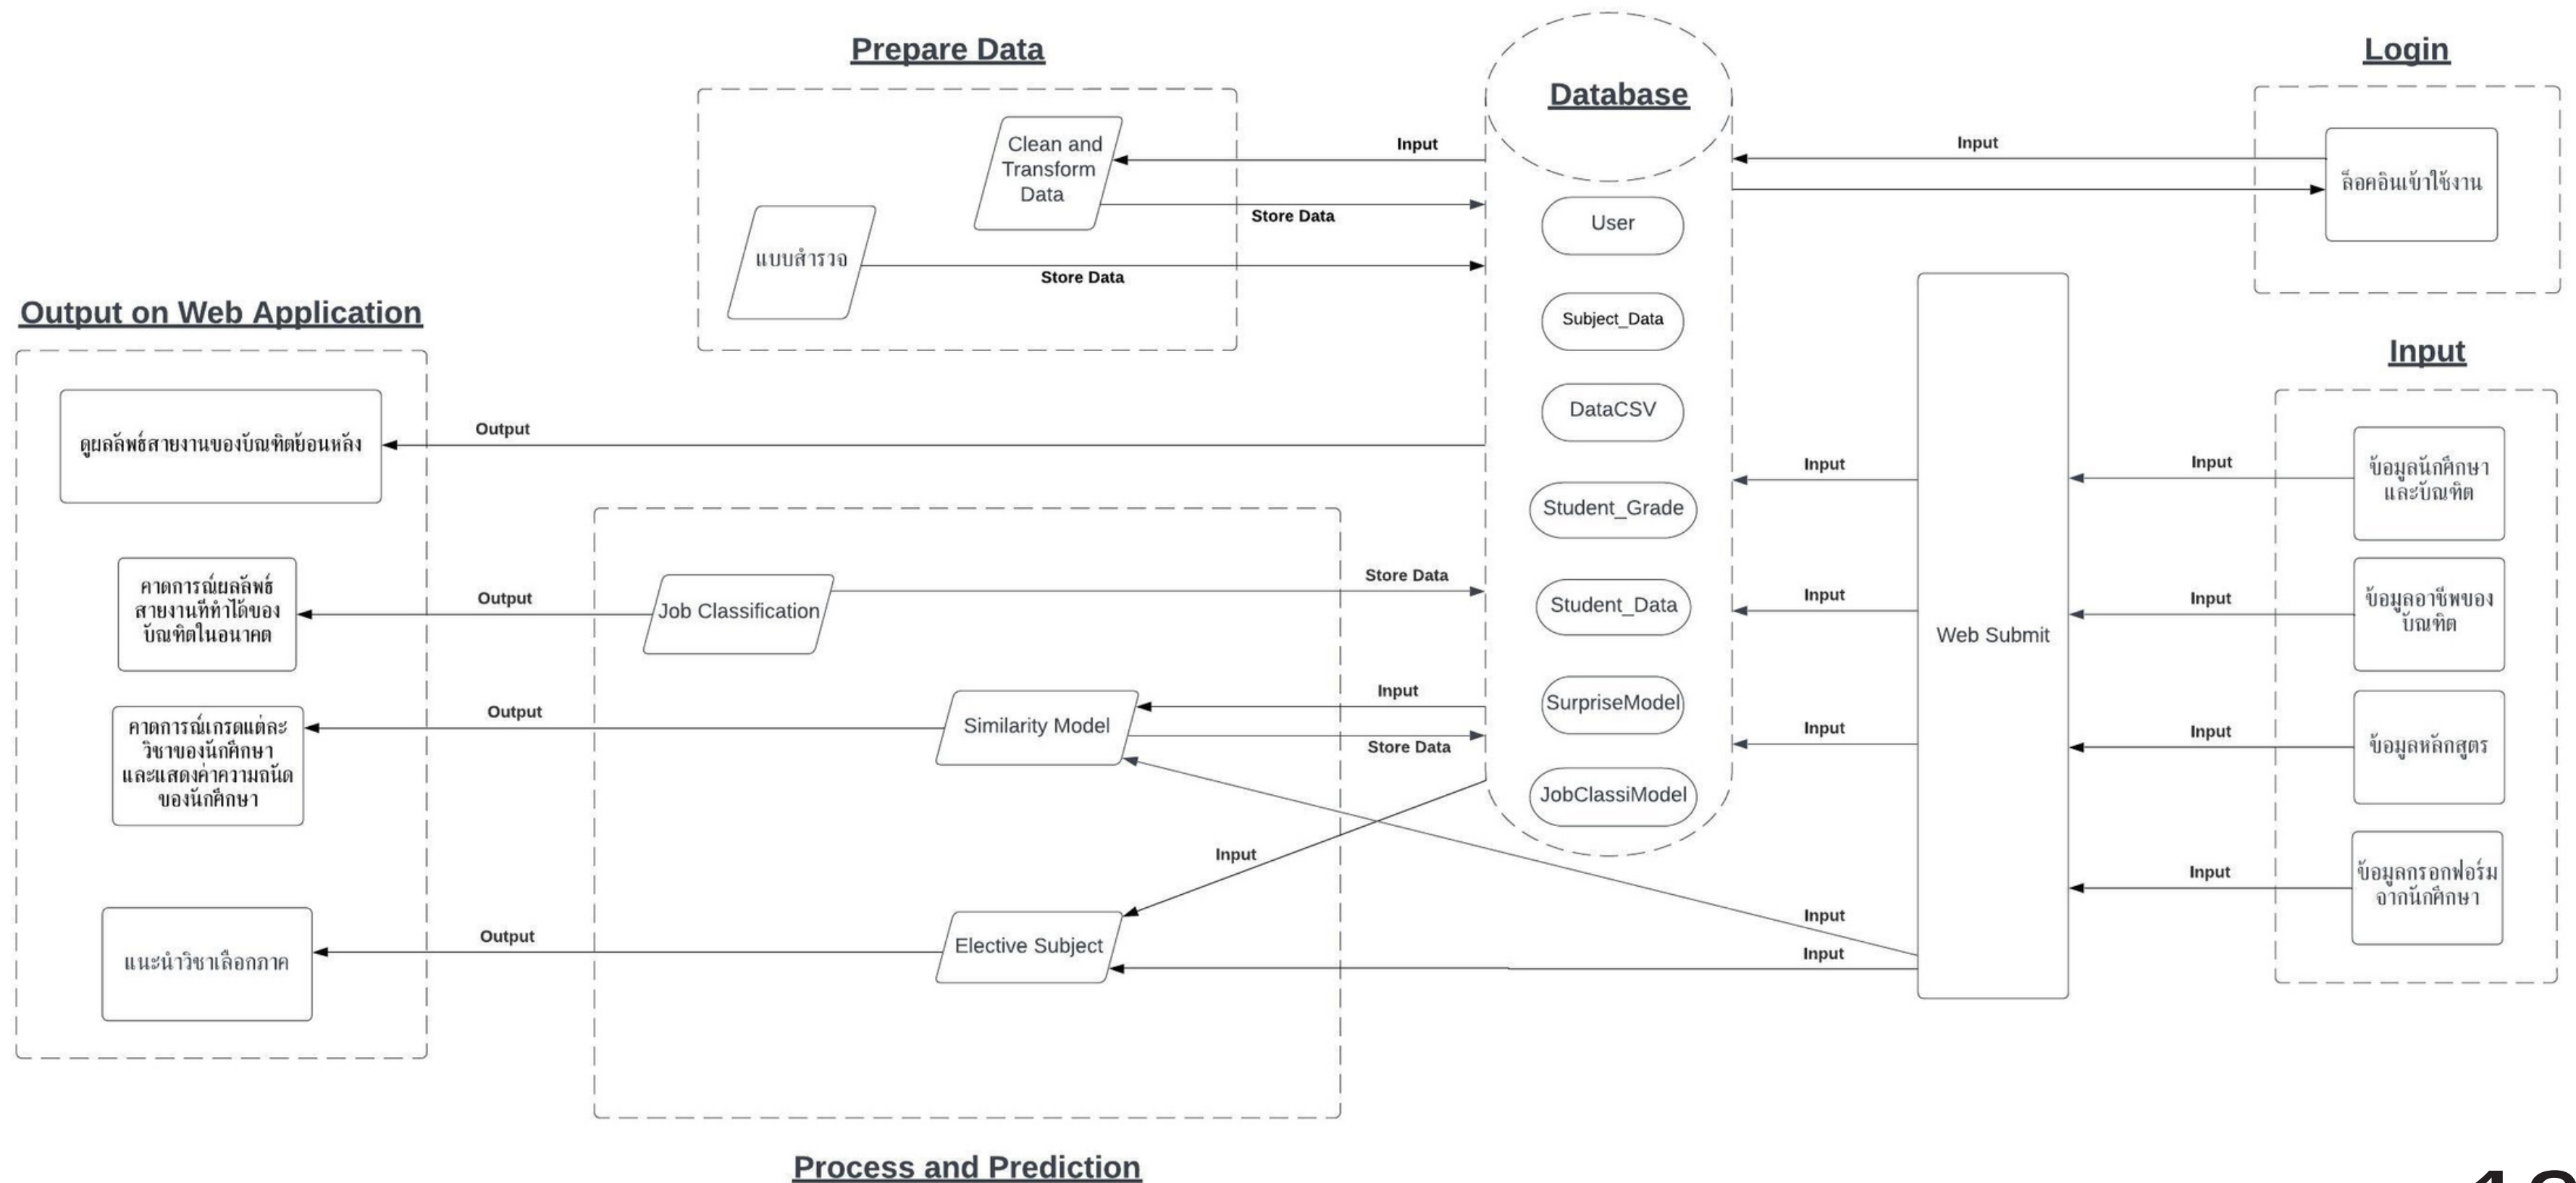 Prepare Data
Clean and
Transform
Data
แบบสำรวจ
Input
Store Data
Store Data
Database
User
Subject_Data
DataCSV
Student_Grade
Student_Data
SurpriseModel
JobClassiModel
Login
Input
ล็อคอินเข้าใช้งาน
Output on Web Application
ดูผลลัพธ์สายงานของบัณฑิตย้อนหลัง
Output
คาดการณ์ผลลัพธ์
สายงานที่ทำได้ของ
บัณฑิตในอนาคต
Output
คาดการณ์เกรดแต่ละ
วิชาของนักศึกษา
และแสดงค่าความถนัด
ของนักศึกษา
Output
แนะนำวิชาเลือกภาค
Output
Job Classification
Store Data
Similarity Model
Input
Store Data
Input
Elective Subject
Process and Prediction
Input
Input
Input
Input
Input
Web Submit
Input
ข้อมูลนักศึกษา
และบัณฑิต
Input
ข้อมูลอาชีพของ
บัณฑิต
Input
ข้อมูลหลักสูตร
Input
ข้อมูลกรอกฟอร์ม
จากนักศึกษา
Input